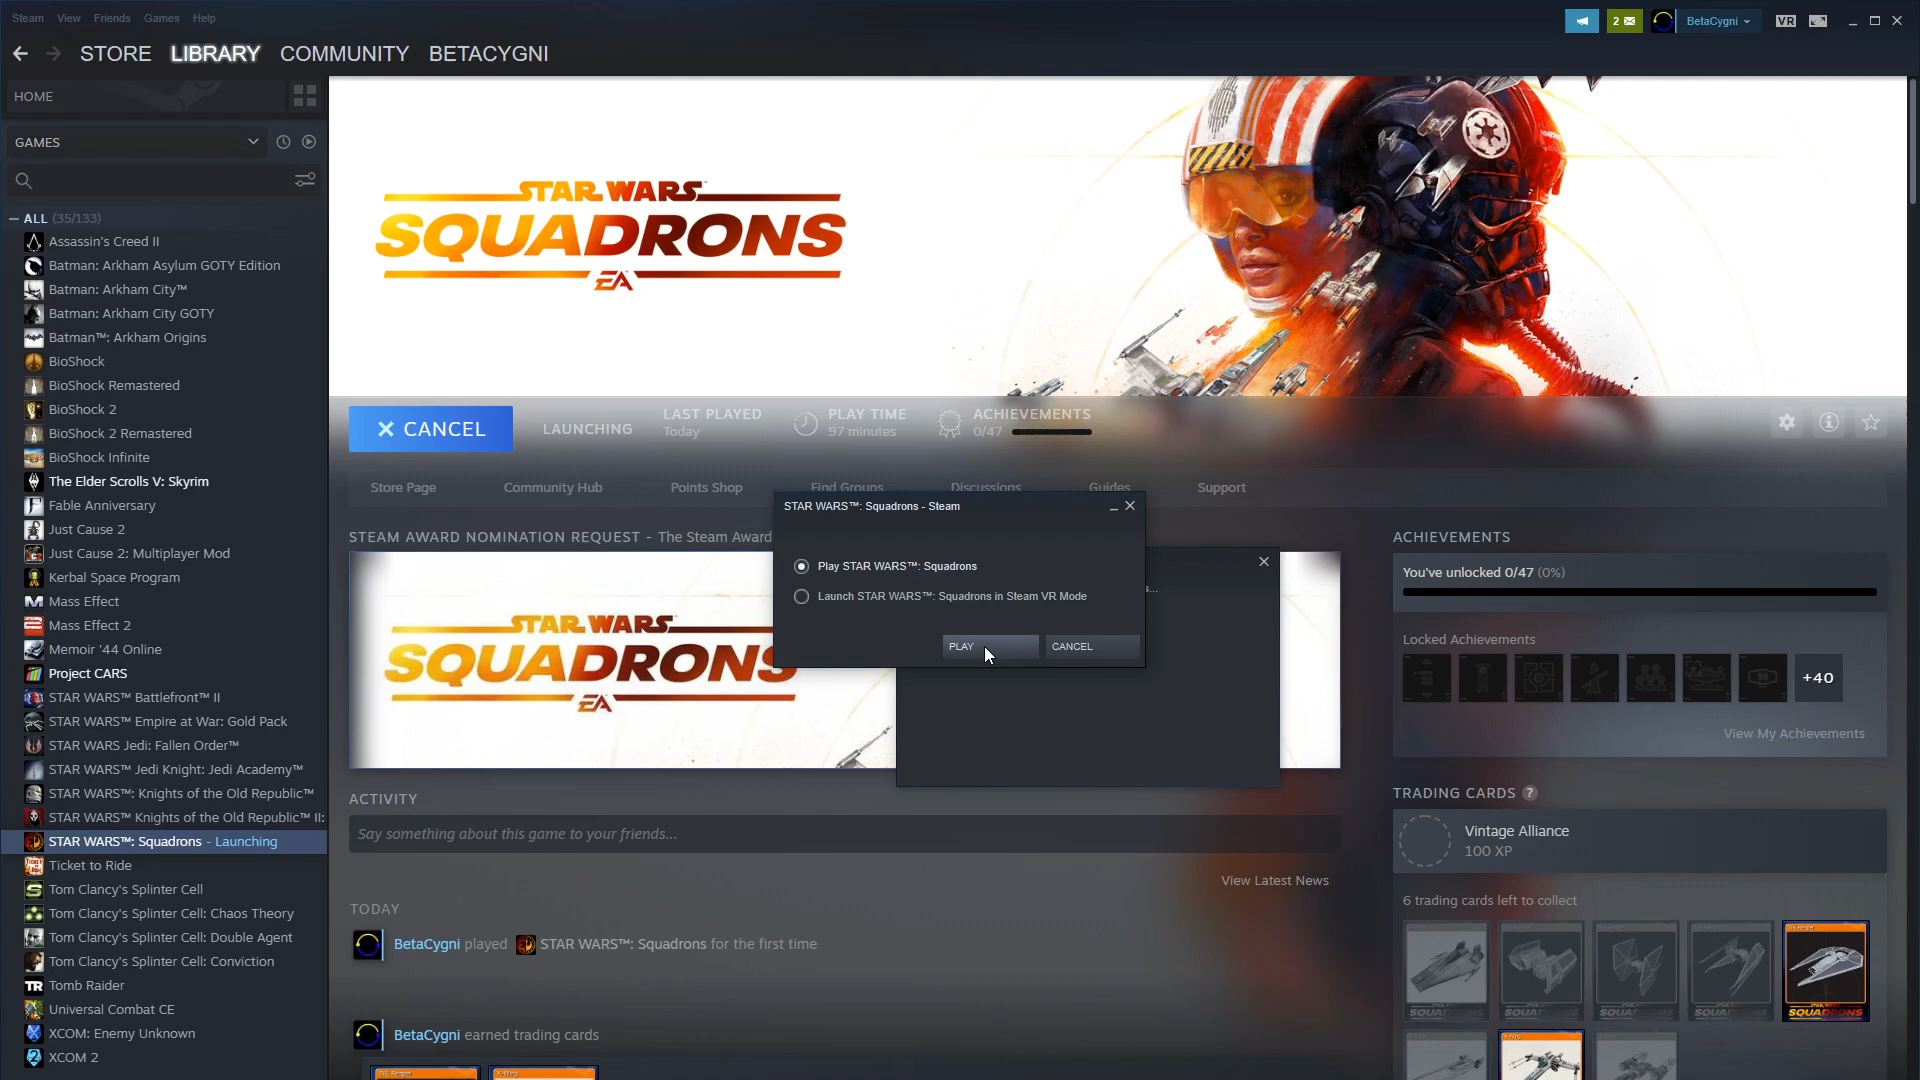 Steam View Friends Games Help
2
BetaCygni
VR
STORE LIBRARY COMMUNITY BETACYGNI
HOME
GAMES
ALL (35/133)
Assassin's Creed II
Batman: Arkham Asylum GOTY Edition
Batman: Arkham City™
Batman: Arkham City GOTY
Batman™: Arkham Origins
BioShock
BioShock Remastered
BioShock 2
BioShock 2 Remastered
BioShock Infinite
The Elder Scrolls V: Skyrim
Fable Anniversary
Just Cause 2
Just Cause 2: Multiplayer Mod
Kerbal Space Program
Mass Effect
Mass Effect 2
Memoir '44 Online
Project CARS
STAR WARS™ Battlefront™ II
STAR WARS™ Empire at War: Gold Pack
STAR WARS Jedi: Fallen Order™
STAR WARS™ Jedi Knight: Jedi Academy™
STAR WARS™: Knights of the Old Republic™
STAR WARS™ Knights of the Old Republic™ II:
STAR WARS™: Squadrons - Launching
Ticket to Ride
Tom Clancy's Splinter Cell
Tom Clancy's Splinter Cell: Chaos Theory
Tom Clancy's Splinter Cell: Double Agent
Tom Clancy's Splinter Cell: Conviction
Tomb Raider
Universal Combat CE
XCOM: Enemy Unknown
XCOM 2
STAR WARS™
SQUADRONS
EA
CANCEL
LAUNCHING
LAST PLAYED
Today
PLAY TIME
97 minutes
ACHIEVEMENTS
0/47
Store Page Community Hub Points Shop Find Groups Discussions Guides Support
STEAM AWARD NOMINATION REQUEST - The Steam Award
STAR WARS™
SQUADRONS
EA
STAR WARS™: Squadrons - Steam
Play STAR WARS™: Squadrons
Launch STAR WARS™: Squadrons in Steam VR Mode
PLAY
CANCEL
s...
ACTIVITY
Say something about this game to your friends...
View Latest News
TODAY
BetaCygni played STAR WARS™: Squadrons for the first time
BetaCygni earned trading cards
TIE Reaper
X-Wing
ACHIEVEMENTS
You've unlocked 0/47 (0%)
Locked Achievements
+40
View My Achievements
TRADING CARDS ?
Vintage Alliance
100 XP
6 trading cards left to collect
TIE Reaper
SQUADRONS
X-Wing